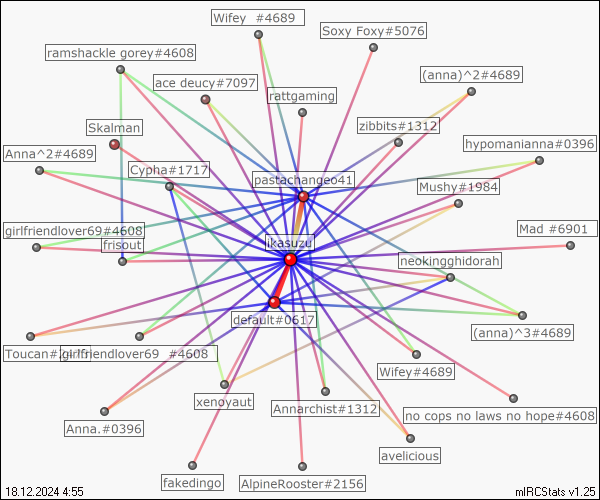 Wifey  #4689
Soxy Foxy#5076
ramshackle gorey#4608
(anna)^2#4689
ace deucy#7097
rattgaming
Skalman
zibbits#1312
hypomanianna#0396
Anna^2#4689
Cypha#1717
pastachangeo41
Mushy#1984
girlfriendlover69#4608
Mad #6901
frisout
ikasuzu
neokingghidorah
default#0617
(anna)^3#4689
Toucan#
girlfriendlover69  #4608
Wifey#4689
xenoyaut
Annarchist#1312
no cops no laws no hope#4608
Anna.#0396
avelicious
fakedingo
AlpineRooster#2156
18.12.2024 4:55
mIRCStats v1.25